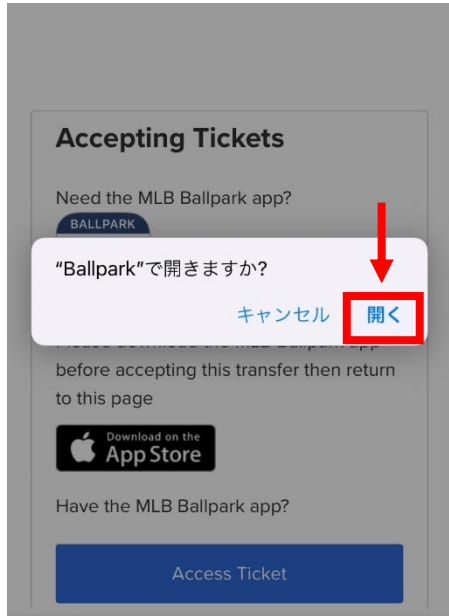 Accepting Tickets
Need the MLB Ballpark app?
BALLPARK
“Ballpark”で開きますか?
キャンセル 開く
before accepting this transfer then return
to this page
Download on the
App Store
Have the MLB Ballpark app?
Access Ticket